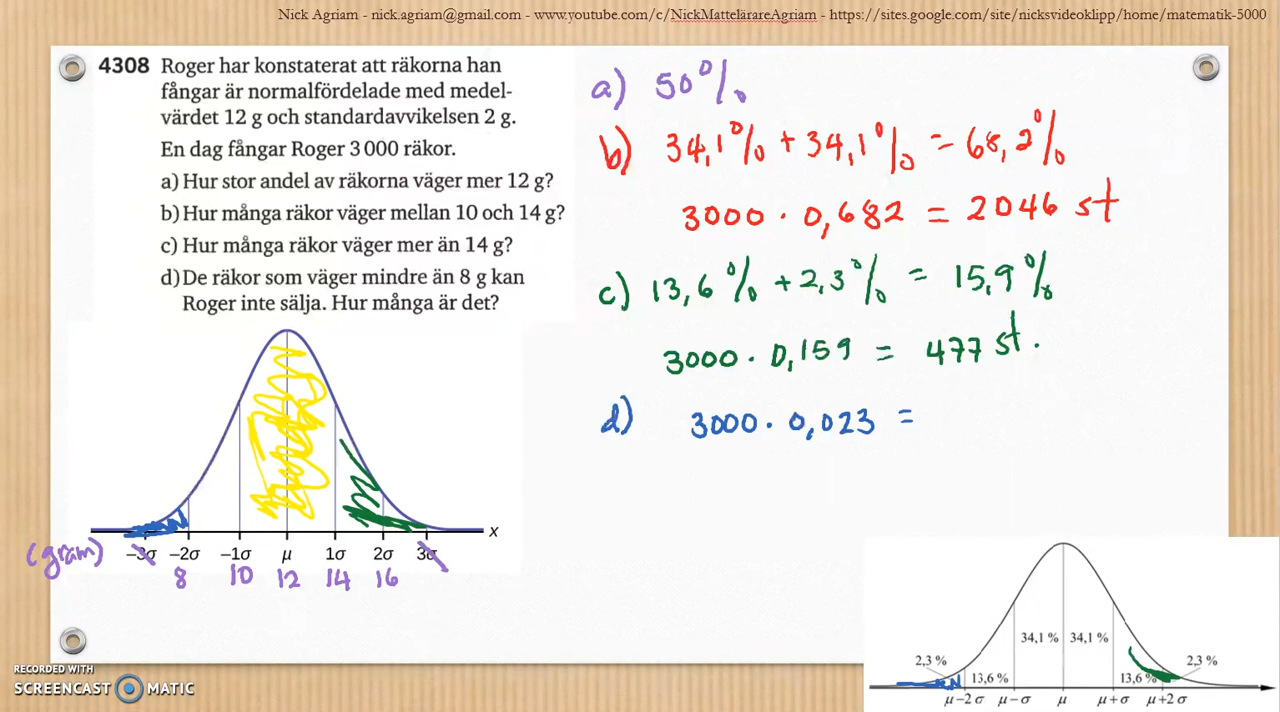 Nick Agriam - nick.agriam@gmail.com - www.youtube.com/c/NickMattelärareAgriam - https://sites.google.com/site/nicksvideoklipp/home/matematik-5000
4308 Roger har konstaterat att räkorna han
fångar är normalfördelade med medel-
värdet 12 g och standardavvikelsen 2 g.
En dag fångar Roger 3 000 räkor.
a) Hur stor andel av räkorna väger mer 12 g?
b) Hur många räkor väger mellan 10 och 14 g?
c) Hur många räkor väger mer än 14 g?
d) De räkor som väger mindre än 8 g kan
Roger inte sälja. Hur många är det?
x
-3σ -2σ -1σ μ 1σ 2σ 3σ
(gram) 8 10 12 14 16
a) 50%
b) 34,1% + 34,1% = 68,2%
3000 · 0,682 = 2046 st
c) 13,6% + 2,3% = 15,9%
3000 · 0,159 = 477 st.
d) 3000 · 0,023 =
34,1 % 34,1 %
2,3 % 2,3 %
13,6 % 13,6 %
μ-2σ μ-σ μ μ+σ μ+2σ
RECORDED WITH
SCREENCAST MATIC